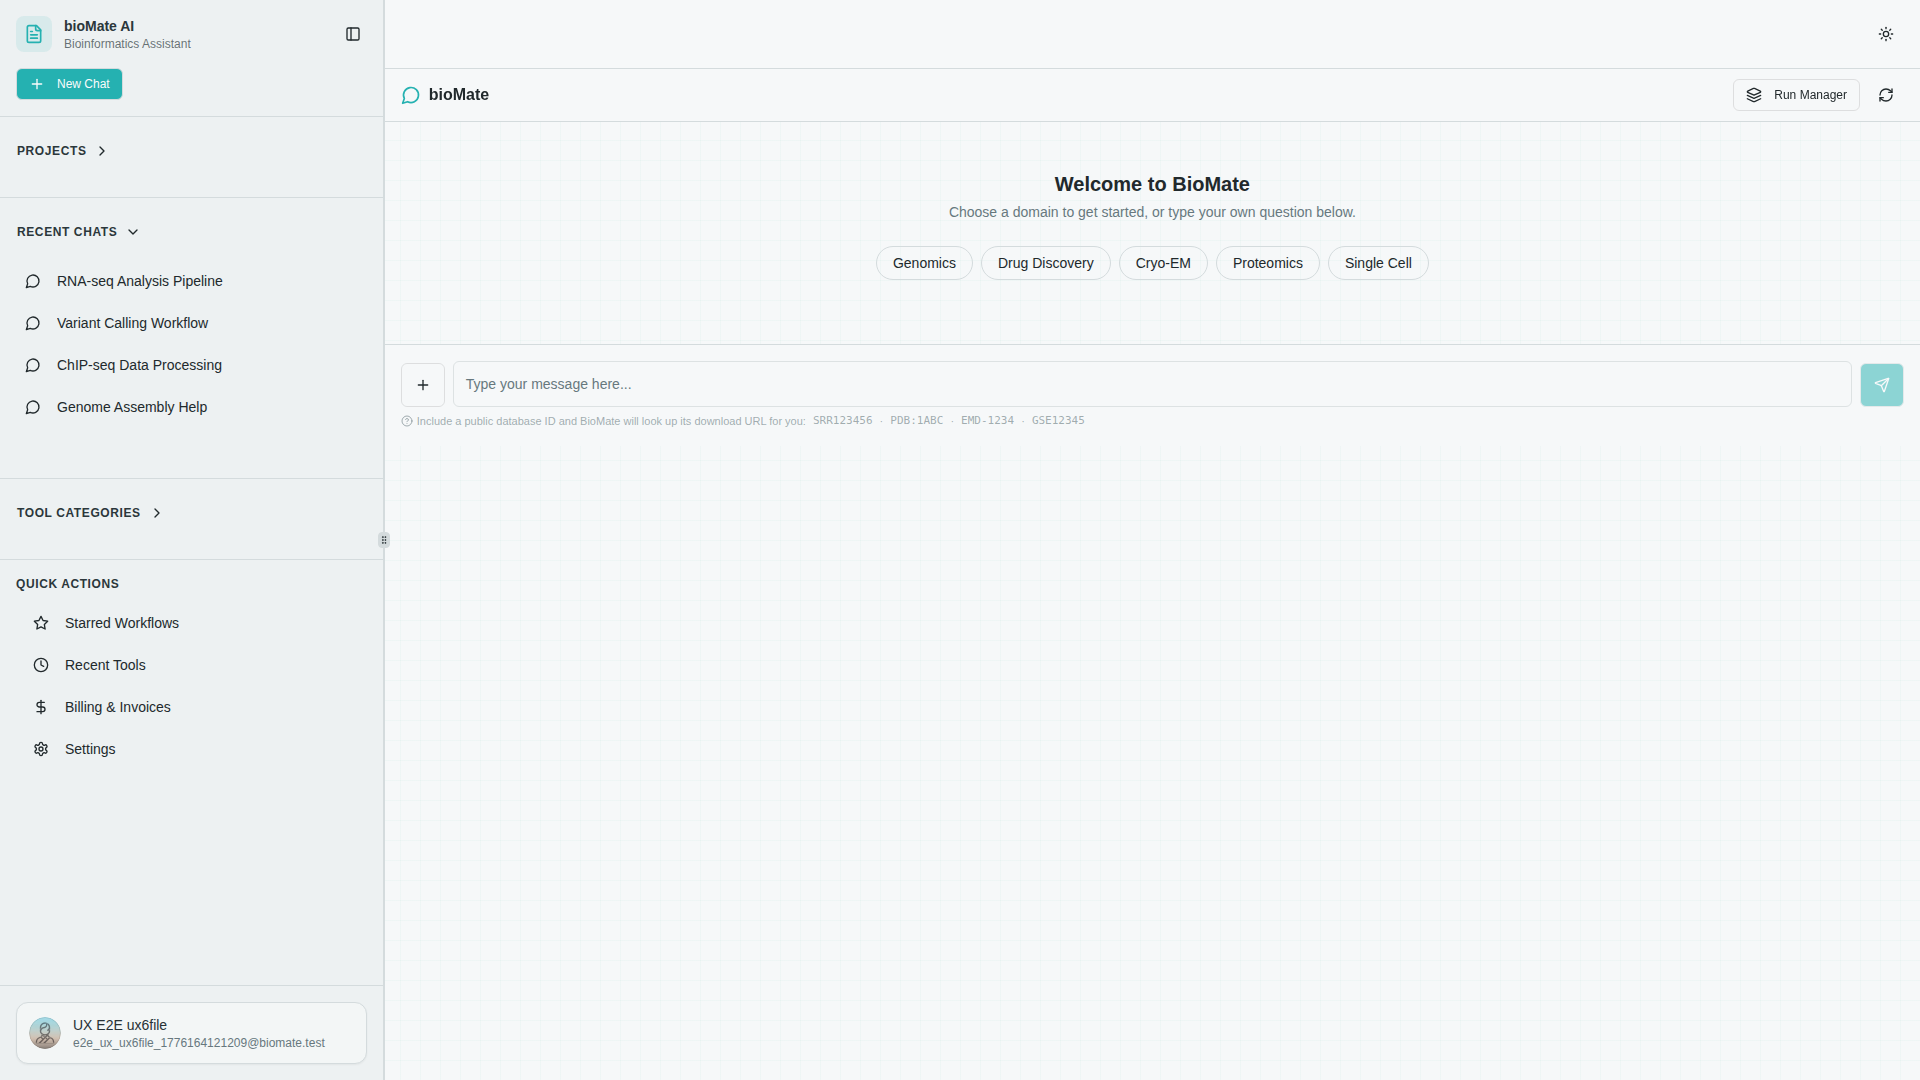 bioMate AI
Bioinformatics Assistant
New Chat
PROJECTS
RECENT CHATS
RNA-seq Analysis Pipeline
Variant Calling Workflow
ChIP-seq Data Processing
Genome Assembly Help
TOOL CATEGORIES
QUICK ACTIONS
Starred Workflows
Recent Tools
Billing & Invoices
Settings
UX E2E ux6file
e2e_ux_ux6file_1776164121209@biomate.test
bioMate
Run Manager
Welcome to BioMate
Choose a domain to get started, or type your own question below.
Genomics Drug Discovery Cryo-EM Proteomics Single Cell
Type your message here...
Include a public database ID and BioMate will look up its download URL for you: SRR123456 · PDB:1ABC · EMD-1234 · GSE12345